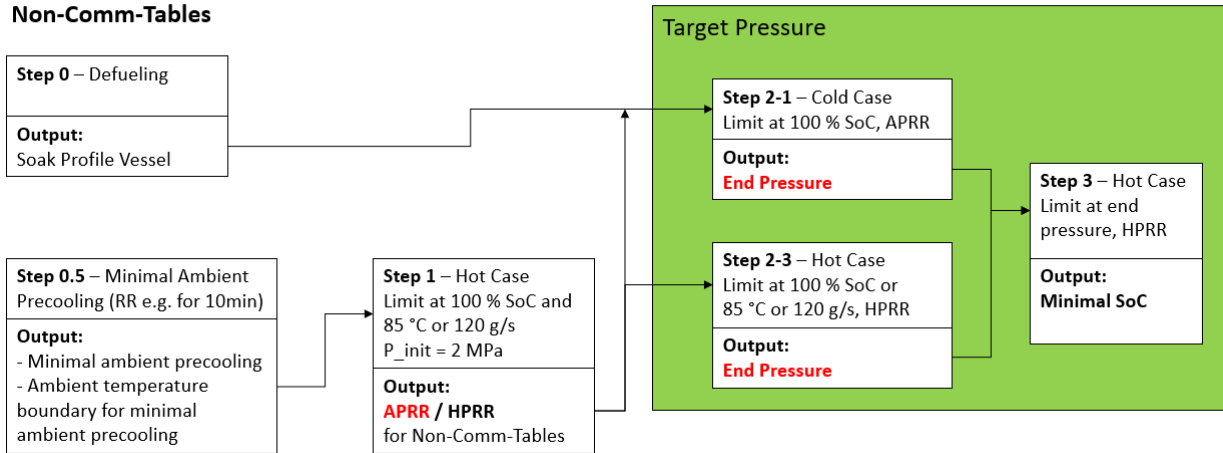 Non-Comm-Tables
Target Pressure
Step 0 – Defueling
Output:
Soak Profile Vessel
Step 0.5 – Minimal Ambient
Precooling (RR e.g. for 10min)
Output:
- Minimal ambient precooling
- Ambient temperature
boundary for minimal
ambient precooling
Step 1 – Hot Case
Limit at 100 % SoC and
85 °C or 120 g/s
P_init = 2 MPa
Output:
APRR / HPRR
for Non-Comm-Tables
Step 2-1 – Cold Case
Limit at 100 % SoC, APRR
Output:
End Pressure
Step 2-3 – Hot Case
Limit at 100 % SoC or
85 °C or 120 g/s, HPRR
Output:
End Pressure
Step 3 – Hot Case
Limit at end
pressure, HPRR
Output:
Minimal SoC